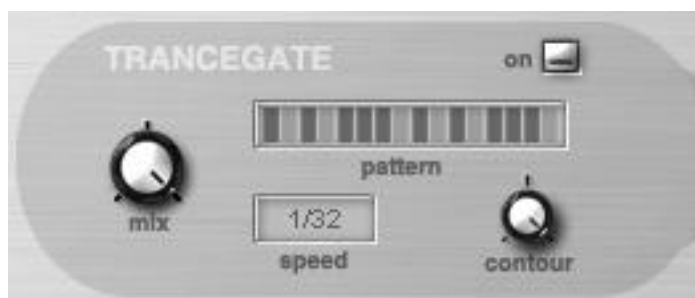 TRANCEGATE
on
pattern
mix
1/32
speed
contour